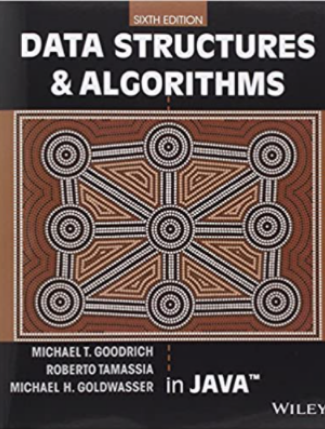 SIXTH EDITION
DATA STRUCTURES
& ALGORITHMS
MICHAEL T. GOODRICH
ROBERTO TAMASSIA
MICHAEL H. GOLDWASSER
in JAVA™
WILEY